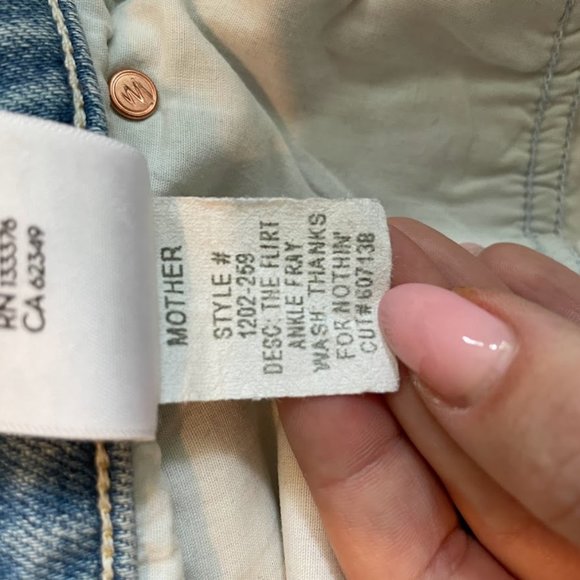 RN 133376
CA 62349
MOTHER
STYLE #
1202-259
DESC: THE FLIRT
ANKLE FRAY
WASH: THANKS
FOR NOTHIN'
CUT#607138